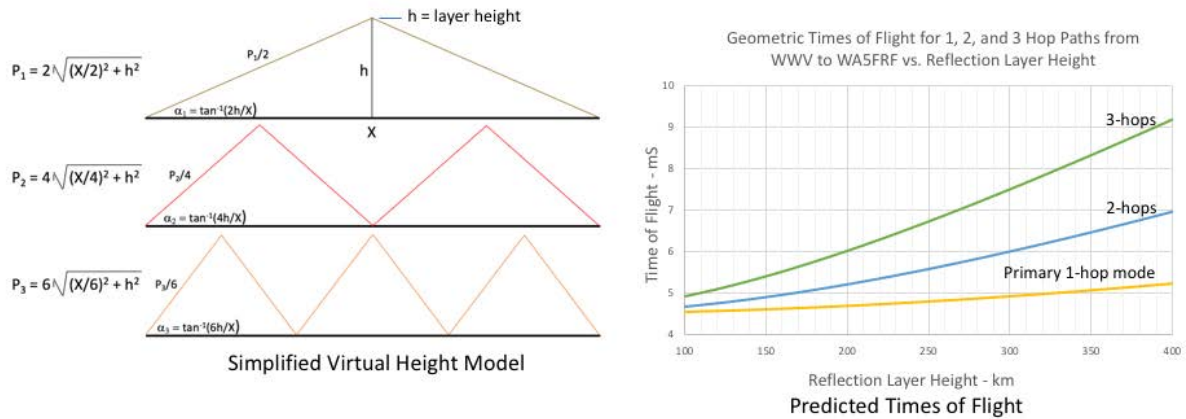 h = layer height
P₁/2
P₁ = 2√(X/2)² + h²
h
α₁ = tan⁻¹(2h/X)
X
P₂ = 4√(X/4)² + h²
P₂/4
α₂ = tan⁻¹(4h/X)
P₃ = 6√(X/6)² + h²
P₃/6
α₃ = tan⁻¹(6h/X)
Simplified Virtual Height Model
Geometric Times of Flight for 1, 2, and 3 Hop Paths from
WWV to WA5FRF vs. Reflection Layer Height
10
9
8
7
6
5
4
Time of Flight - mS
3-hops
2-hops
Primary 1-hop mode
100 150 200 250 300 350 400
Reflection Layer Height - km
Predicted Times of Flight